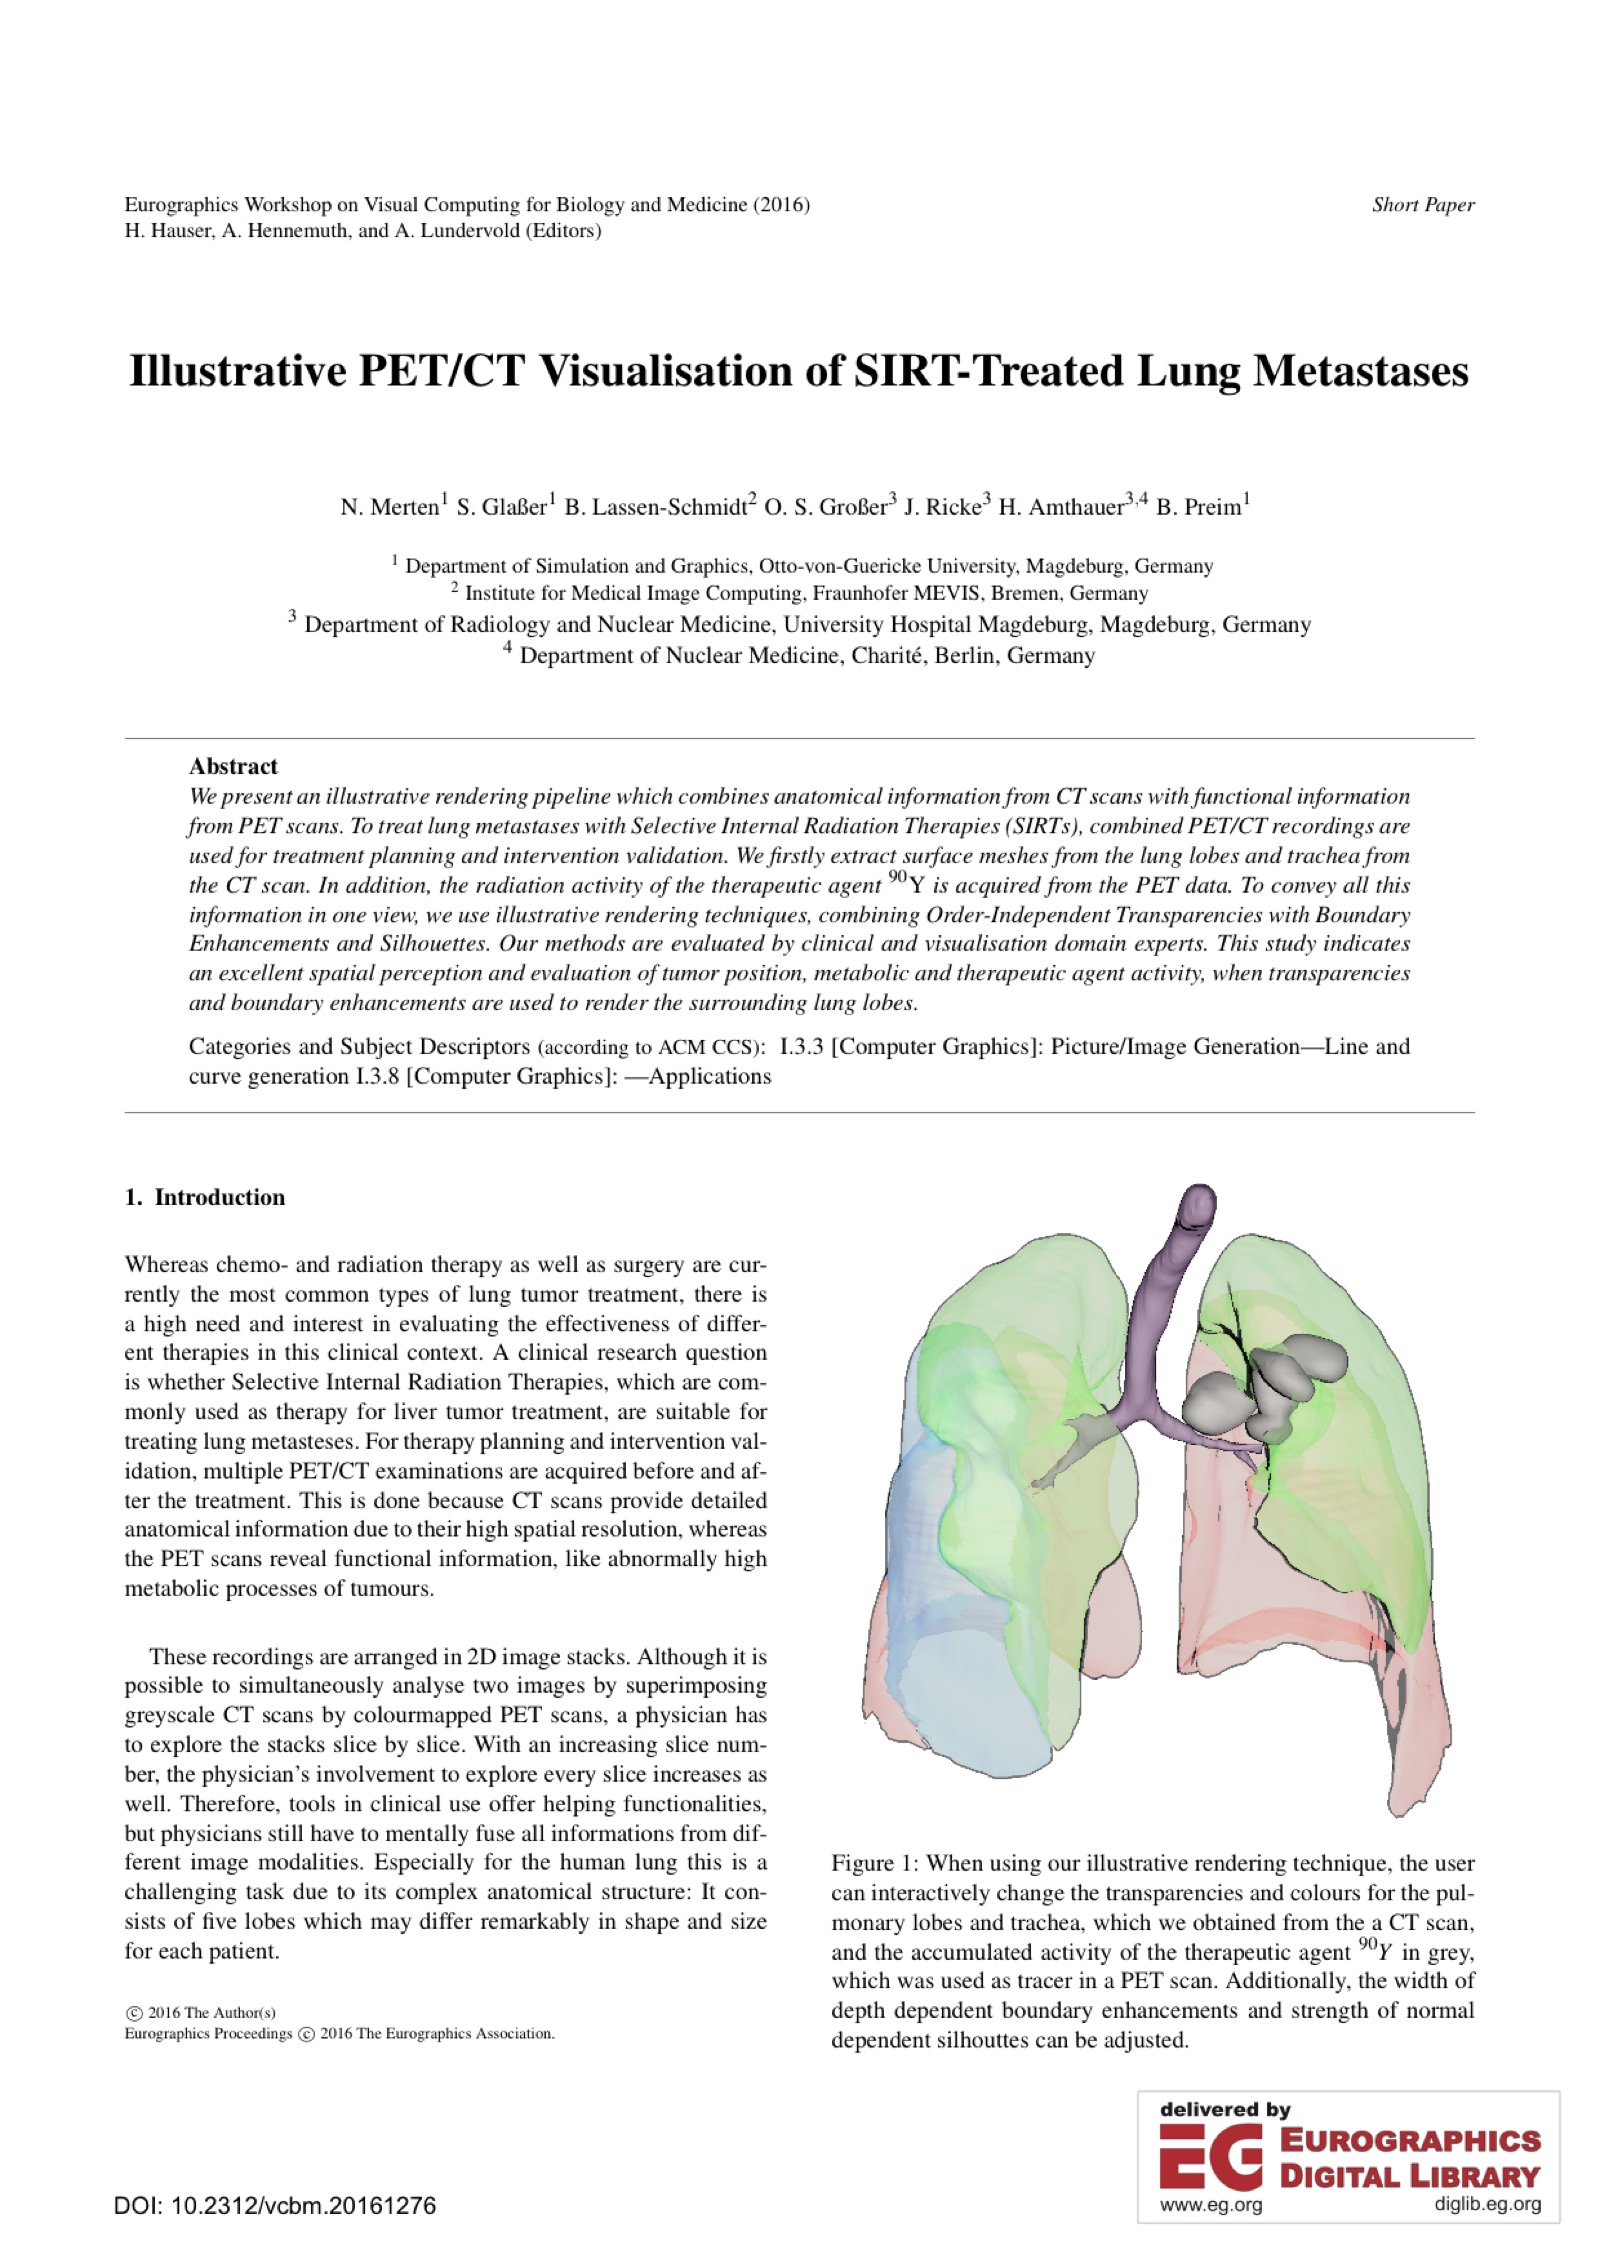 Eurographics Workshop on Visual Computing for Biology and Medicine (2016)
H. Hauser, A. Hennemuth, and A. Lundervold (Editors)
Short Paper
Illustrative PET/CT Visualisation of SIRT-Treated Lung Metastases
N. Merten1 S. Glaßer1 B. Lassen-Schmidt2 O. S. Großer3 J. Ricke3 H. Amthauer3,4 B. Preim1
1 Department of Simulation and Graphics, Otto-von-Guericke University, Magdeburg, Germany
2 Institute for Medical Image Computing, Fraunhofer MEVIS, Bremen, Germany
3 Department of Radiology and Nuclear Medicine, University Hospital Magdeburg, Magdeburg, Germany
4 Department of Nuclear Medicine, Charité, Berlin, Germany
Abstract
We present an illustrative rendering pipeline which combines anatomical information from CT scans with functional information
from PET scans. To treat lung metastases with Selective Internal Radiation Therapies (SIRTs), combined PET/CT recordings are
used for treatment planning and intervention validation. We firstly extract surface meshes from the lung lobes and trachea from
the CT scan. In addition, the radiation activity of the therapeutic agent 90Y is acquired from the PET data. To convey all this
information in one view, we use illustrative rendering techniques, combining Order-Independent Transparencies with Boundary
Enhancements and Silhouettes. Our methods are evaluated by clinical and visualisation domain experts. This study indicates
an excellent spatial perception and evaluation of tumor position, metabolic and therapeutic agent activity, when transparencies
and boundary enhancements are used to render the surrounding lung lobes.
Categories and Subject Descriptors (according to ACM CCS): I.3.3 [Computer Graphics]: Picture/Image Generation—Line and
curve generation I.3.8 [Computer Graphics]: —Applications
1. Introduction
Whereas chemo- and radiation therapy as well as surgery are cur-
rently the most common types of lung tumor treatment, there is
a high need and interest in evaluating the effectiveness of differ-
ent therapies in this clinical context. A clinical research question
is whether Selective Internal Radiation Therapies, which are com-
monly used as therapy for liver tumor treatment, are suitable for
treating lung metasteses. For therapy planning and intervention val-
idation, multiple PET/CT examinations are acquired before and af-
ter the treatment. This is done because CT scans provide detailed
anatomical information due to their high spatial resolution, whereas
the PET scans reveal functional information, like abnormally high
metabolic processes of tumours.
These recordings are arranged in 2D image stacks. Although it is
possible to simultaneously analyse two images by superimposing
greyscale CT scans by colourmapped PET scans, a physician has
to explore the stacks slice by slice. With an increasing slice num-
ber, the physician's involvement to explore every slice increases as
well. Therefore, tools in clinical use offer helping functionalities,
but physicians still have to mentally fuse all informations from dif-
ferent image modalities. Especially for the human lung this is a
challenging task due to its complex anatomical structure: It con-
sists of five lobes which may differ remarkably in shape and size
for each patient.
© 2016 The Author(s)
Eurographics Proceedings © 2016 The Eurographics Association.
Figure 1: When using our illustrative rendering technique, the user
can interactively change the transparencies and colours for the pul-
monary lobes and trachea, which we obtained from the a CT scan,
and the accumulated activity of the therapeutic agent 90Y in grey,
which was used as tracer in a PET scan. Additionally, the width of
depth dependent boundary enhancements and strength of normal
dependent silhouttes can be adjusted.
delivered by
EG EUROGRAPHICS
DIGITAL LIBRARY
www.eg.org diglib.eg.org
DOI: 10.2312/vcbm.20161276